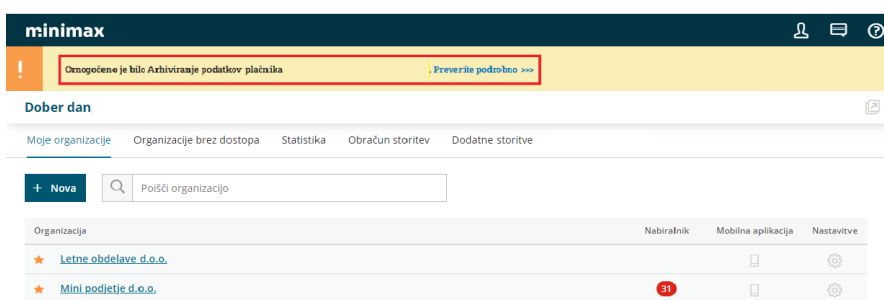 minimax
Omogočeno je bilo Arhiviranje podatkov plačnika . Preverite podrobno >>>
Dober dan
Moje organizacije Organizacije brez dostopa Statistika Obračun storitev Dodatne storitve
+ Nova Poišči organizacijo
Organizacija Nabiralnik Mobilna aplikacija Nastavitve
Letne obdelave d.o.o.
Mini podjetje d.o.o. 31